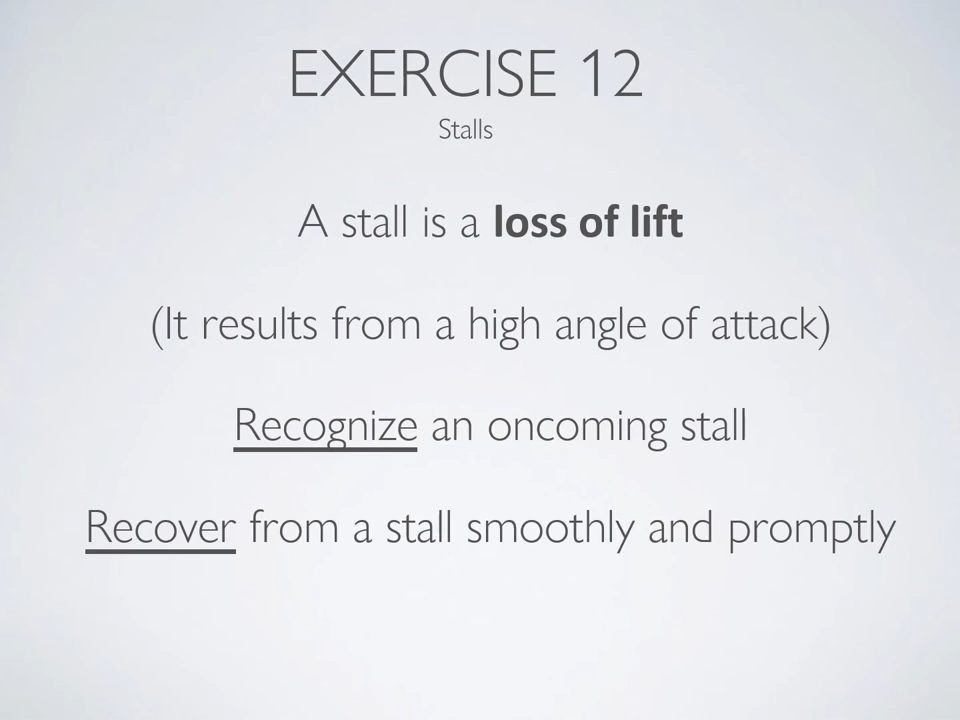 EXERCISE 12
Stalls
A stall is a loss of lift
(It results from a high angle of attack)
Recognize an oncoming stall
Recover from a stall smoothly and promptly